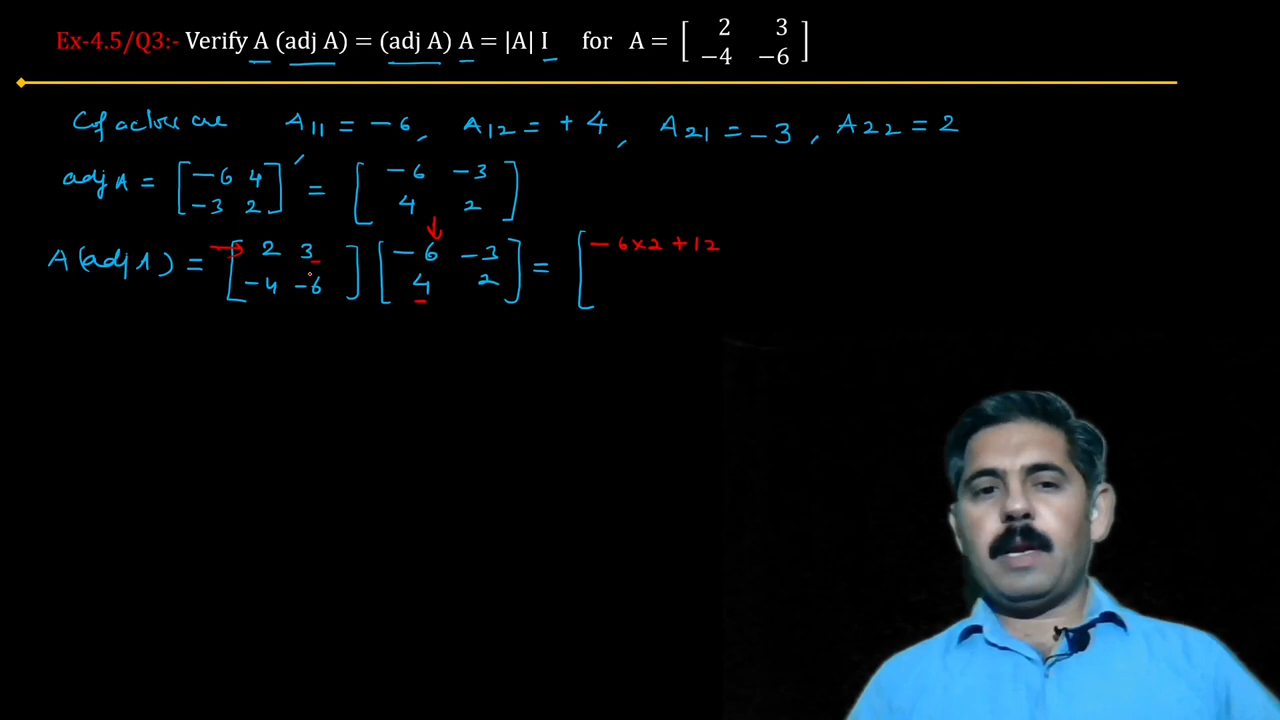 Ex-4.5/Q3:- Verify A (adj A) = (adj A) A = |A| I for A = [ 2 3
−4 −6 ]
Cofactors are A11 = −6, A12 = +4, A21 = −3, A22 = 2
adj A = [ −6 4 ]′ = [ −6 −3 ]
[ −3 2 ] [ 4 2 ]
A(adj A) = [ 2 3 ] [ −6 −3 ] = [ −6×2+12
[ −4 −6 ] [ 4 2 ]